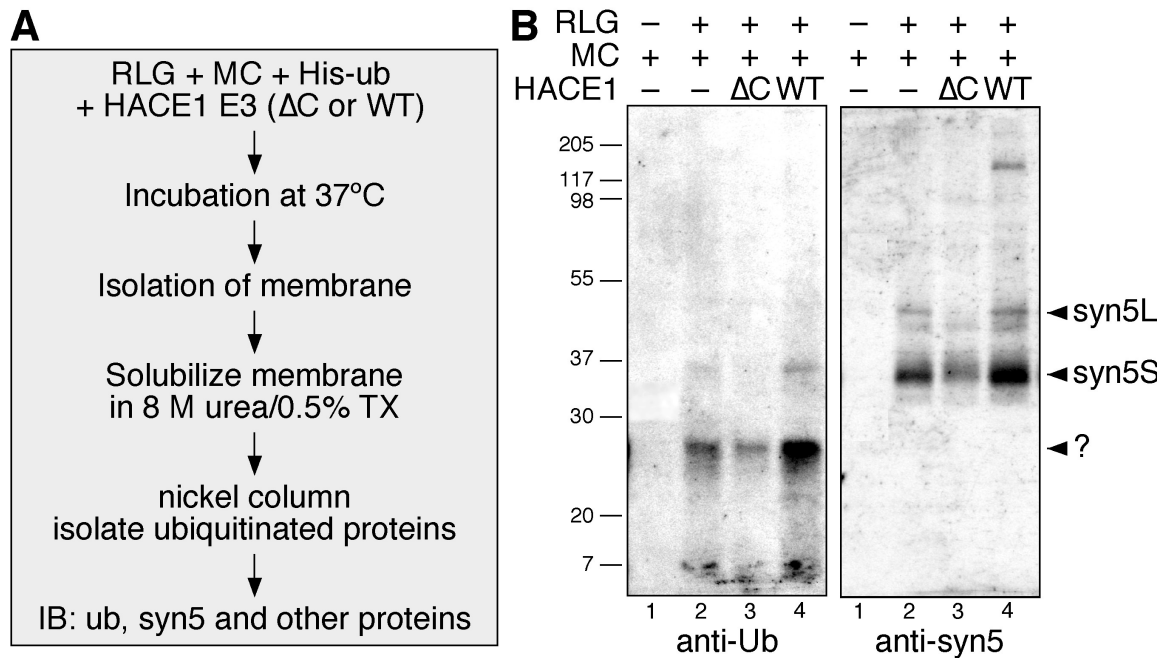 A
RLG + MC + His-ub
+ HACE1 E3 (ΔC or WT)
Incubation at 37ºC
Isolation of membrane
Solubilize membrane
in 8 M urea/0.5% TX
nickel column
isolate ubiquitinated proteins
IB: ub, syn5 and other proteins
B
RLG – + + + – + + +
MC + + + + + + + +
HACE1 – – ΔC WT – – ΔC WT
205
117
98
55
37
30
20
7
syn5L
syn5S
?
1 2 3 4 1 2 3 4
anti-Ub anti-syn5